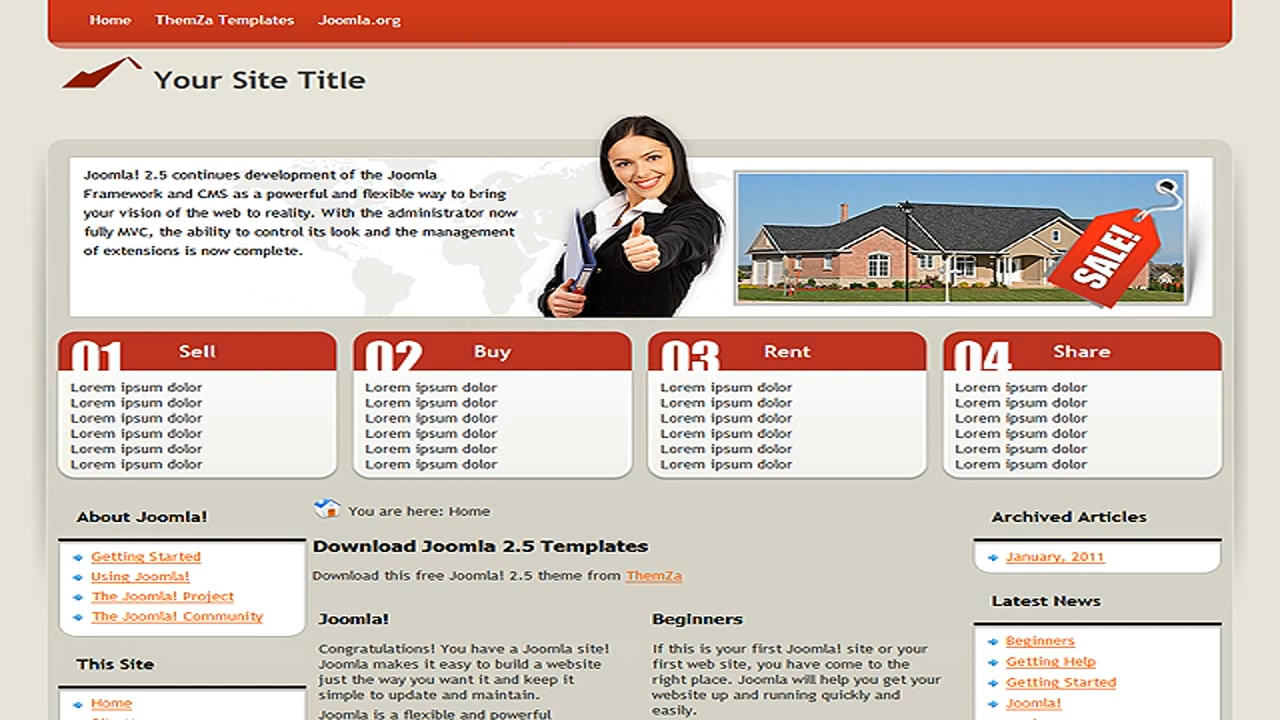 Home ThemZa Templates Joomla.org
Your Site Title
Joomla! 2.5 continues development of the Joomla
Framework and CMS as a powerful and flexible way to bring
your vision of the web to reality. With the administrator now
fully MVC, the ability to control its look and the management
of extensions is now complete.
SALE!
01 Sell
Lorem ipsum dolor
Lorem ipsum dolor
Lorem ipsum dolor
Lorem ipsum dolor
Lorem ipsum dolor
Lorem ipsum dolor
02 Buy
Lorem ipsum dolor
Lorem ipsum dolor
Lorem ipsum dolor
Lorem ipsum dolor
Lorem ipsum dolor
Lorem ipsum dolor
03 Rent
Lorem ipsum dolor
Lorem ipsum dolor
Lorem ipsum dolor
Lorem ipsum dolor
Lorem ipsum dolor
Lorem ipsum dolor
04 Share
Lorem ipsum dolor
Lorem ipsum dolor
Lorem ipsum dolor
Lorem ipsum dolor
Lorem ipsum dolor
Lorem ipsum dolor
About Joomla!
Getting Started
Using Joomla!
The Joomla! Project
The Joomla! Community
This Site
Home
You are here: Home
Download Joomla 2.5 Templates
Download this free Joomla! 2.5 theme from ThemZa
Joomla!
Congratulations! You have a Joomla site!
Joomla makes it easy to build a website
just the way you want it and keep it
simple to update and maintain.
Joomla is a flexible and powerful
Beginners
If this is your first Joomla! site or your
first web site, you have come to the
right place. Joomla will help you get your
website up and running quickly and
easily.
Archived Articles
January, 2011
Latest News
Beginners
Getting Help
Getting Started
Joomla!